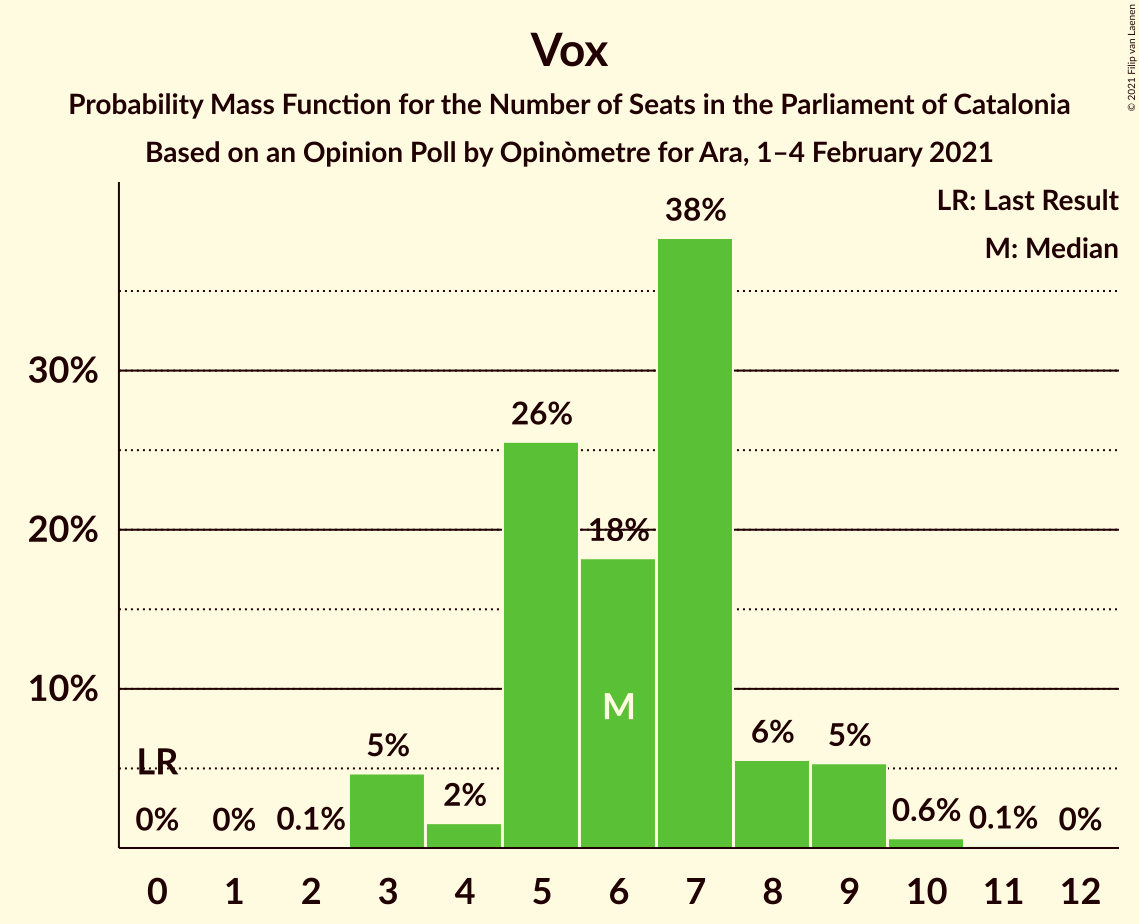 Vox
Probability Mass Function for the Number of Seats in the Parliament of Catalonia
Based on an Opinion Poll by Opinòmetre for Ara, 1–4 February 2021
© 2021 Filip van Laenen
LR: Last Result
M: Median
30%
20%
10%
LR
0%
0%
0.1%
5%
2%
26%
18%
M
38%
6%
5%
0.6%
0.1%
0%
0 1 2 3 4 5 6 7 8 9 10 11 12